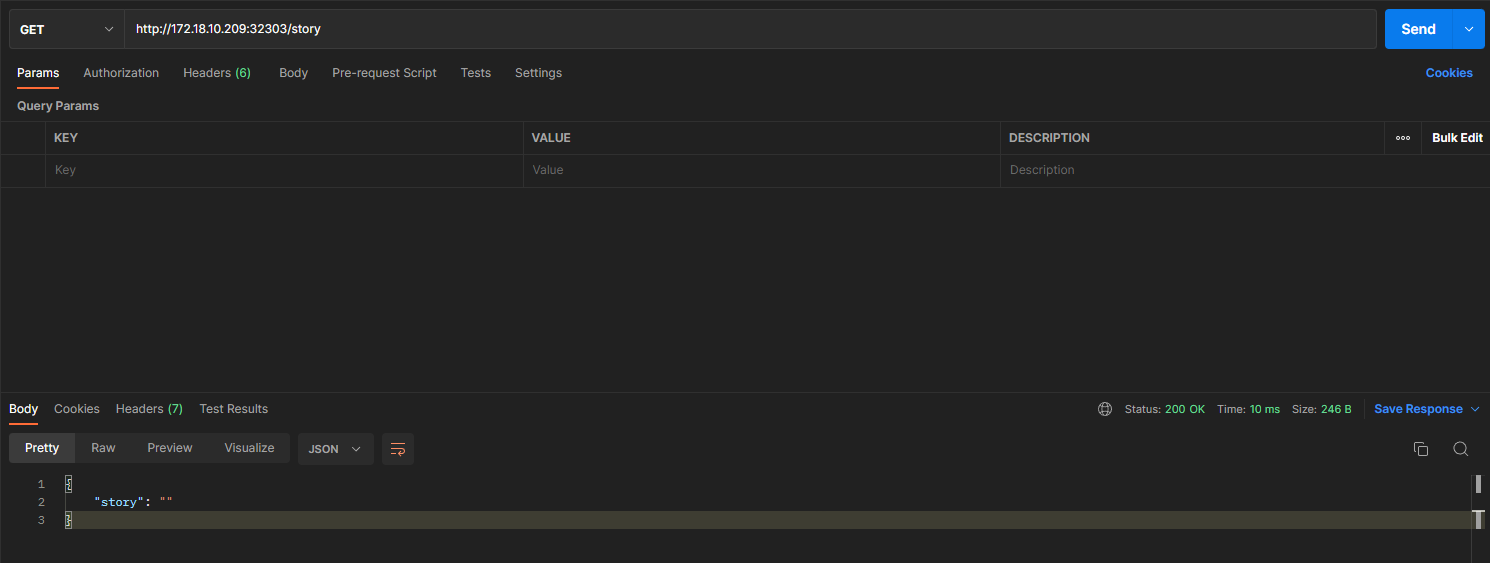 GET http://172.18.10.209:32303/story Send
Params Authorization Headers (6) Body Pre-request Script Tests Settings Cookies
Query Params
KEY VALUE DESCRIPTION Bulk Edit
Key Value Description
Body Cookies Headers (7) Test Results Status: 200 OK Time: 10 ms Size: 246 B Save Response
Pretty Raw Preview Visualize JSON
1 {
2 "story": ""
3 }